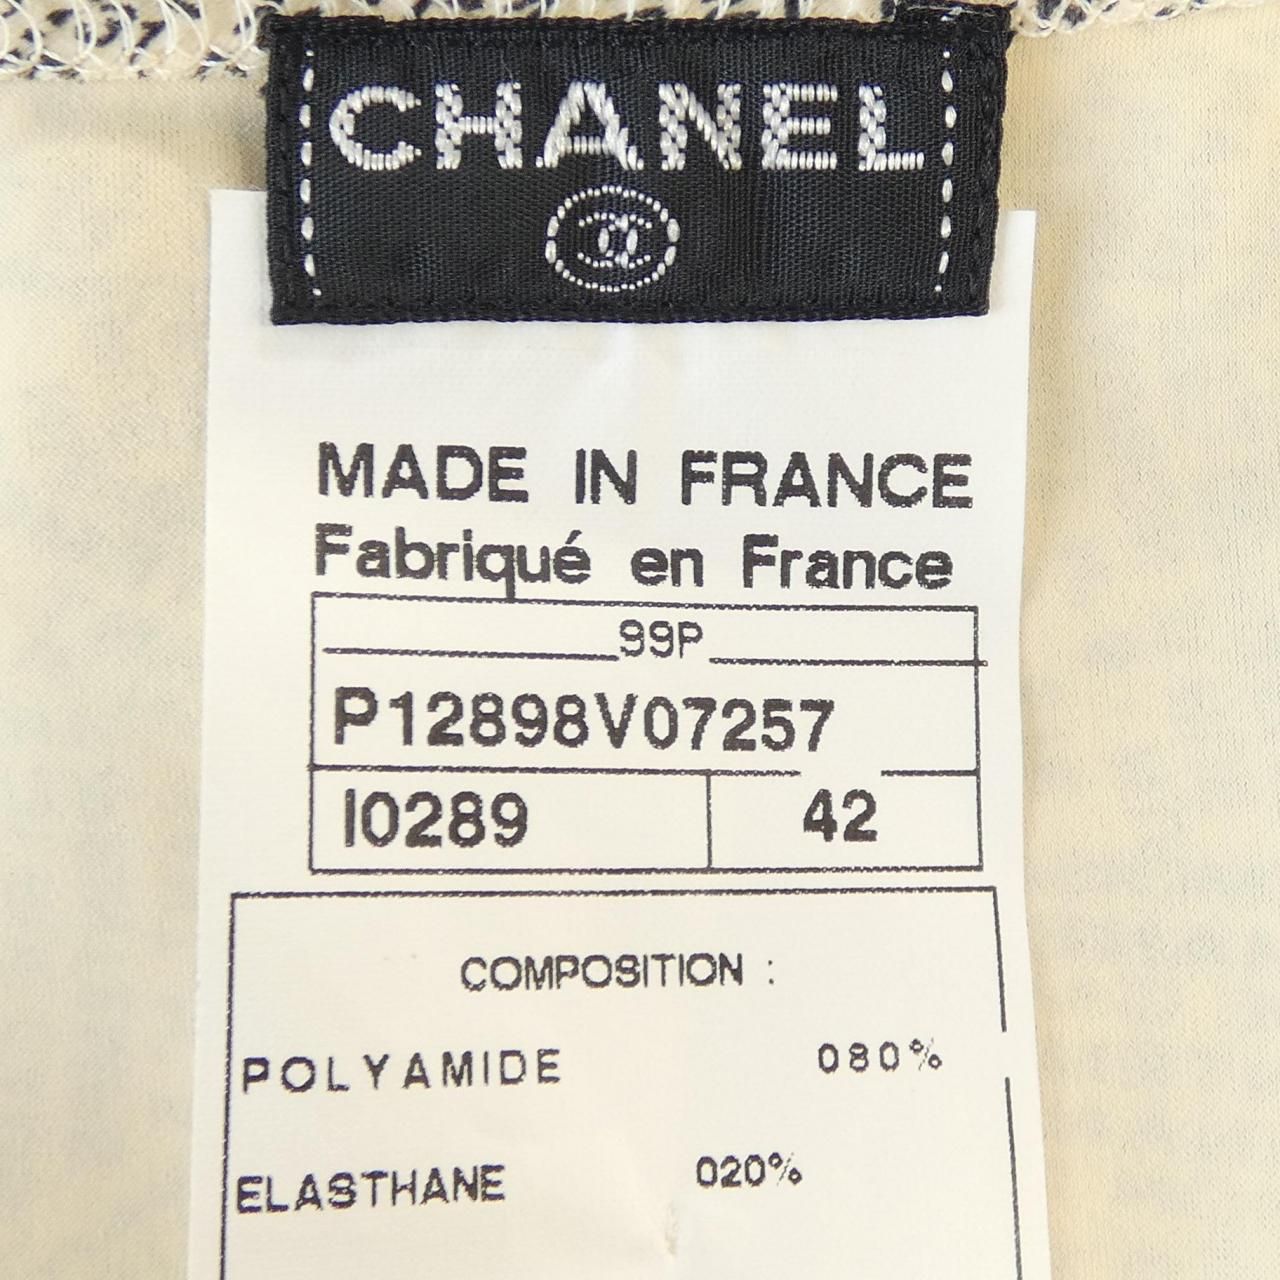 CHANEL
MADE IN FRANCE
Fabriqué en France
99P
P12898V07257
I0289 42
COMPOSITION :
POLYAMIDE 080%
ELASTHANE 020%